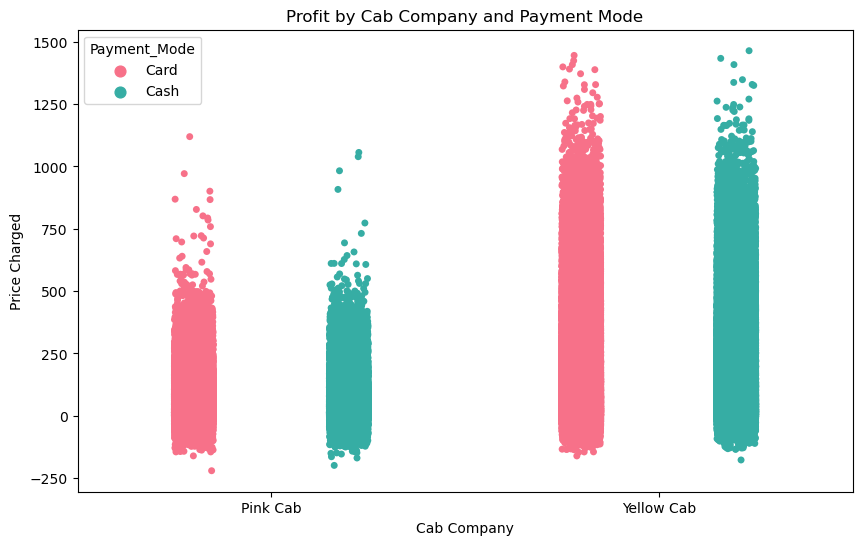 Profit by Cab Company and Payment Mode
Payment_Mode
Card
Cash
1500
1250
1000
750
500
250
0
−250
Price Charged
Pink Cab
Yellow Cab
Cab Company